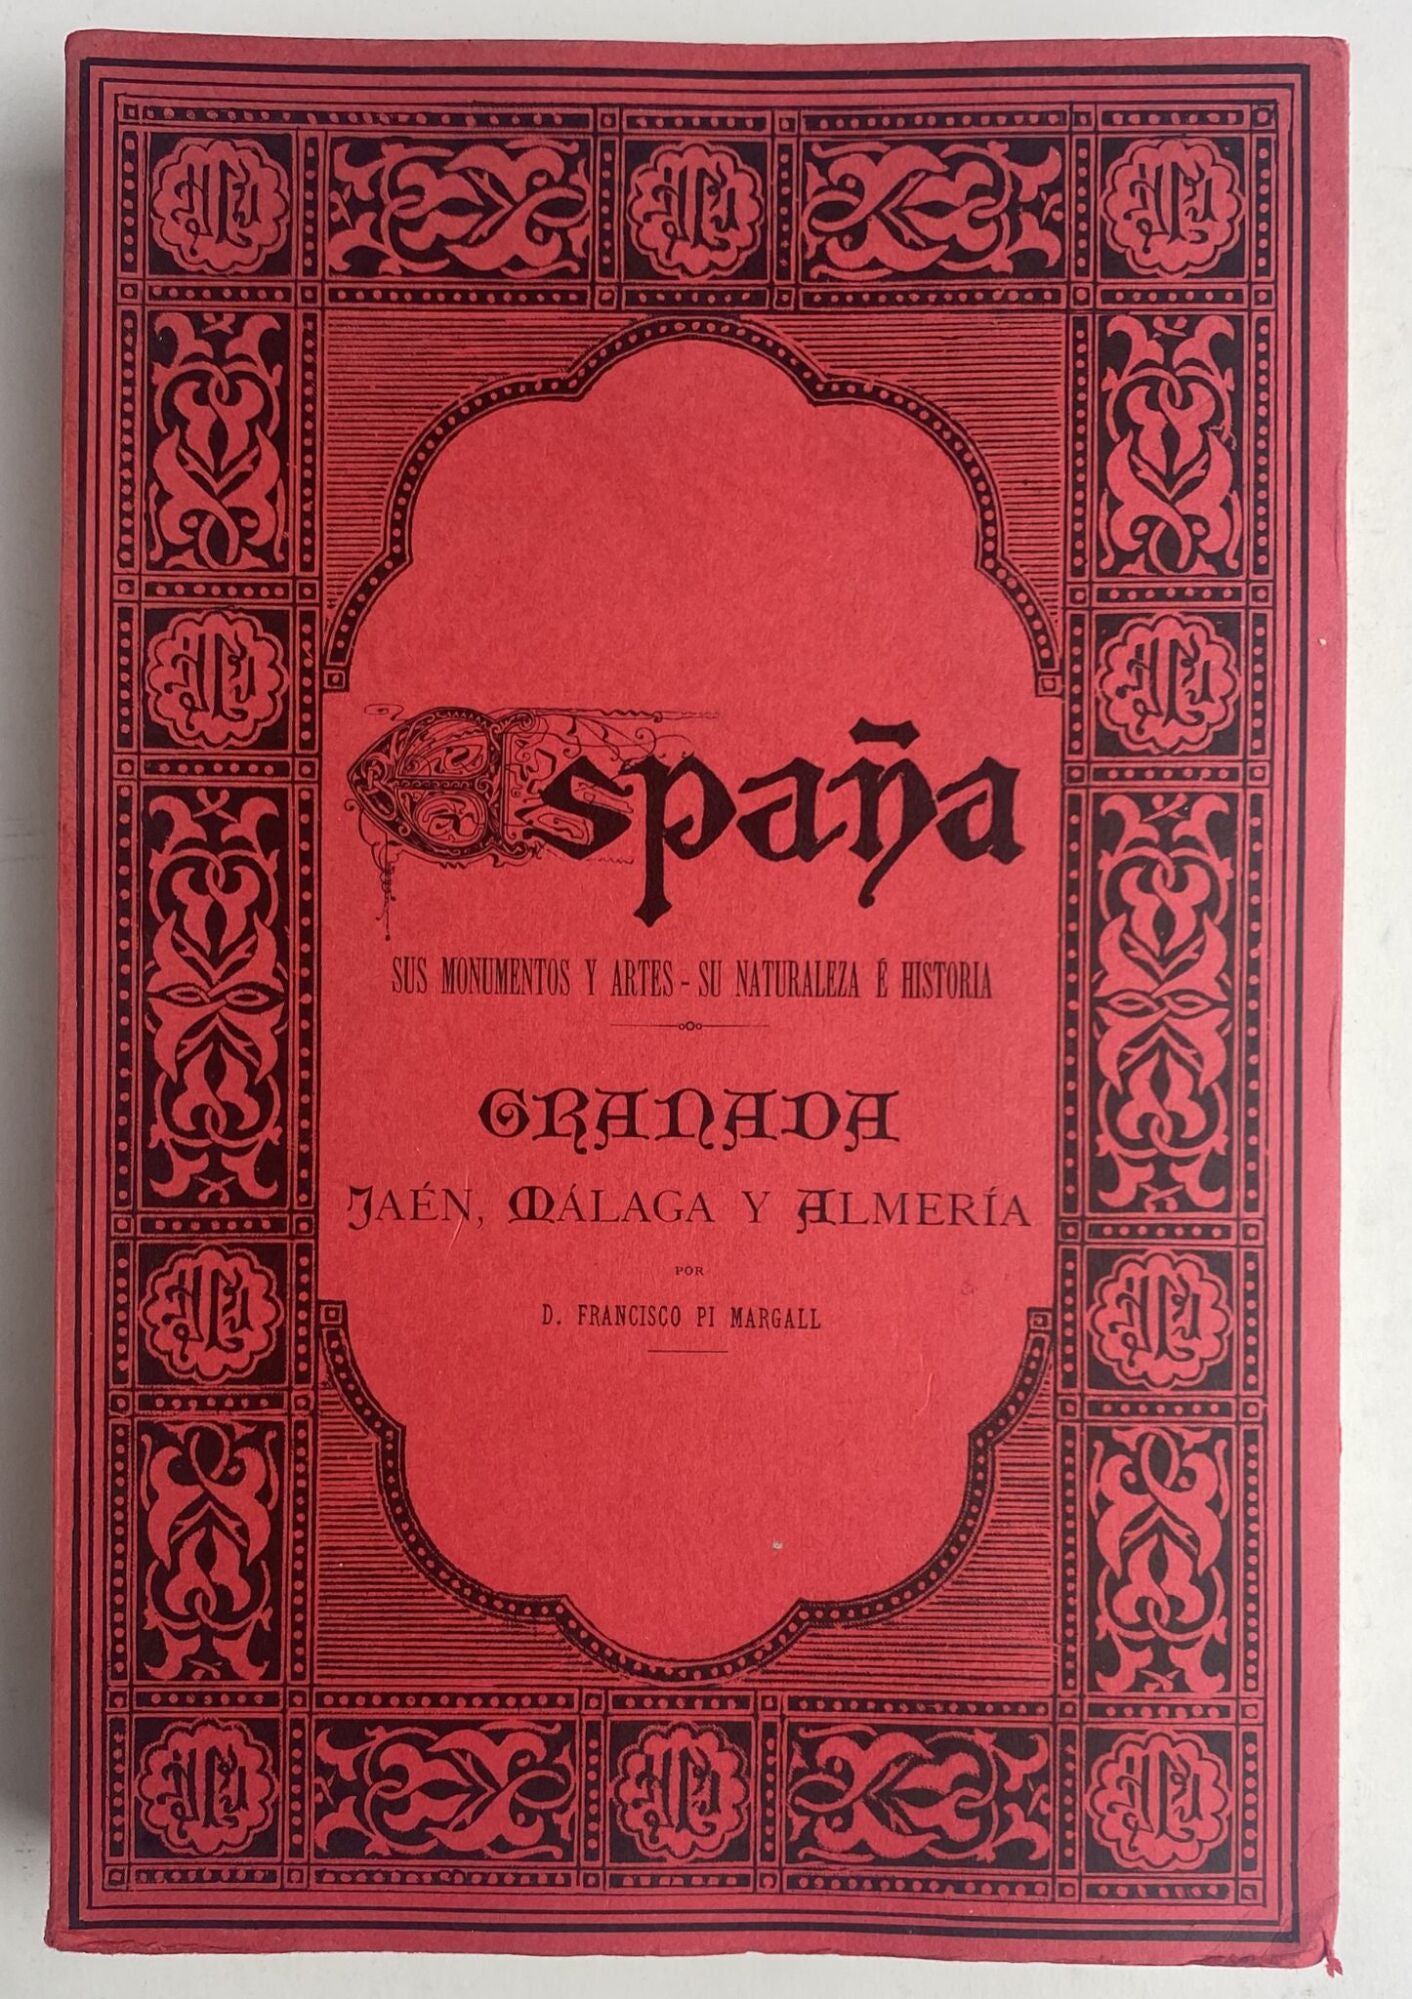 España
SUS MONUMENTOS Y ARTES - SU NATURALEZA É HISTORIA
GRANADA
JAÉN, MÁLAGA Y ALMERÍA
POR
D. FRANCISCO PI MARGALL